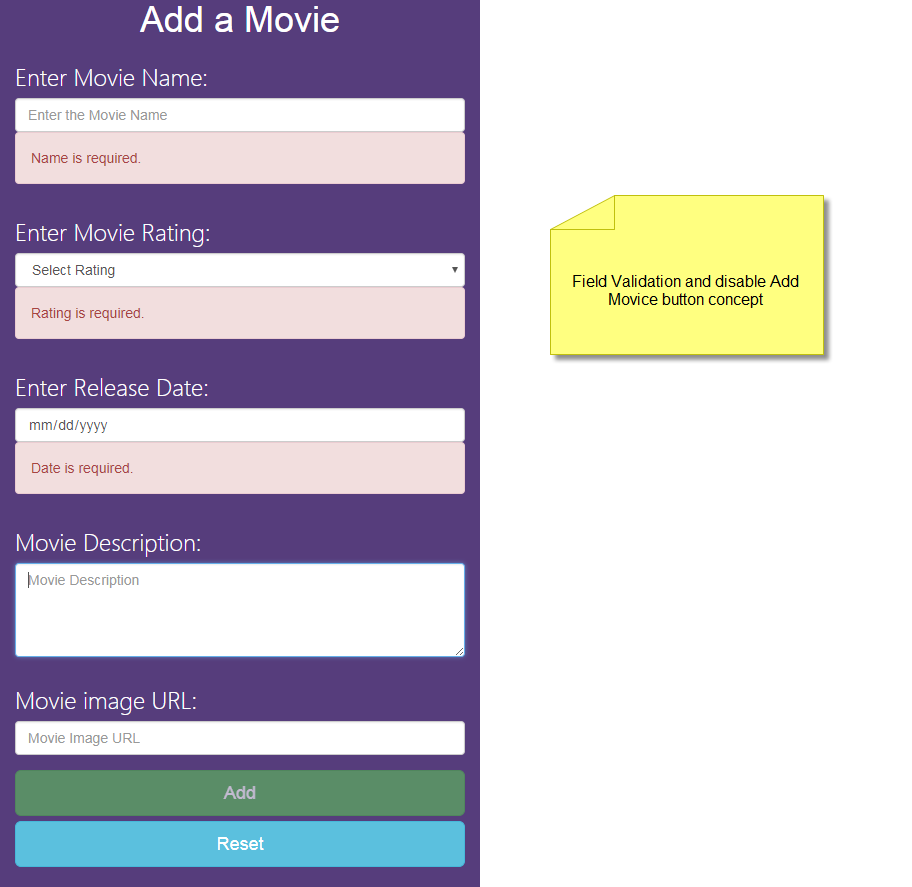 Add a Movie
Enter Movie Name:
Enter the Movie Name
Name is required.
Enter Movie Rating:
Select Rating
Rating is required.
Enter Release Date:
mm/dd/yyyy
Date is required.
Movie Description:
Movie Description
Movie image URL:
Movie Image URL
Add
Reset
Field Validation and disable Add
Movice button concept